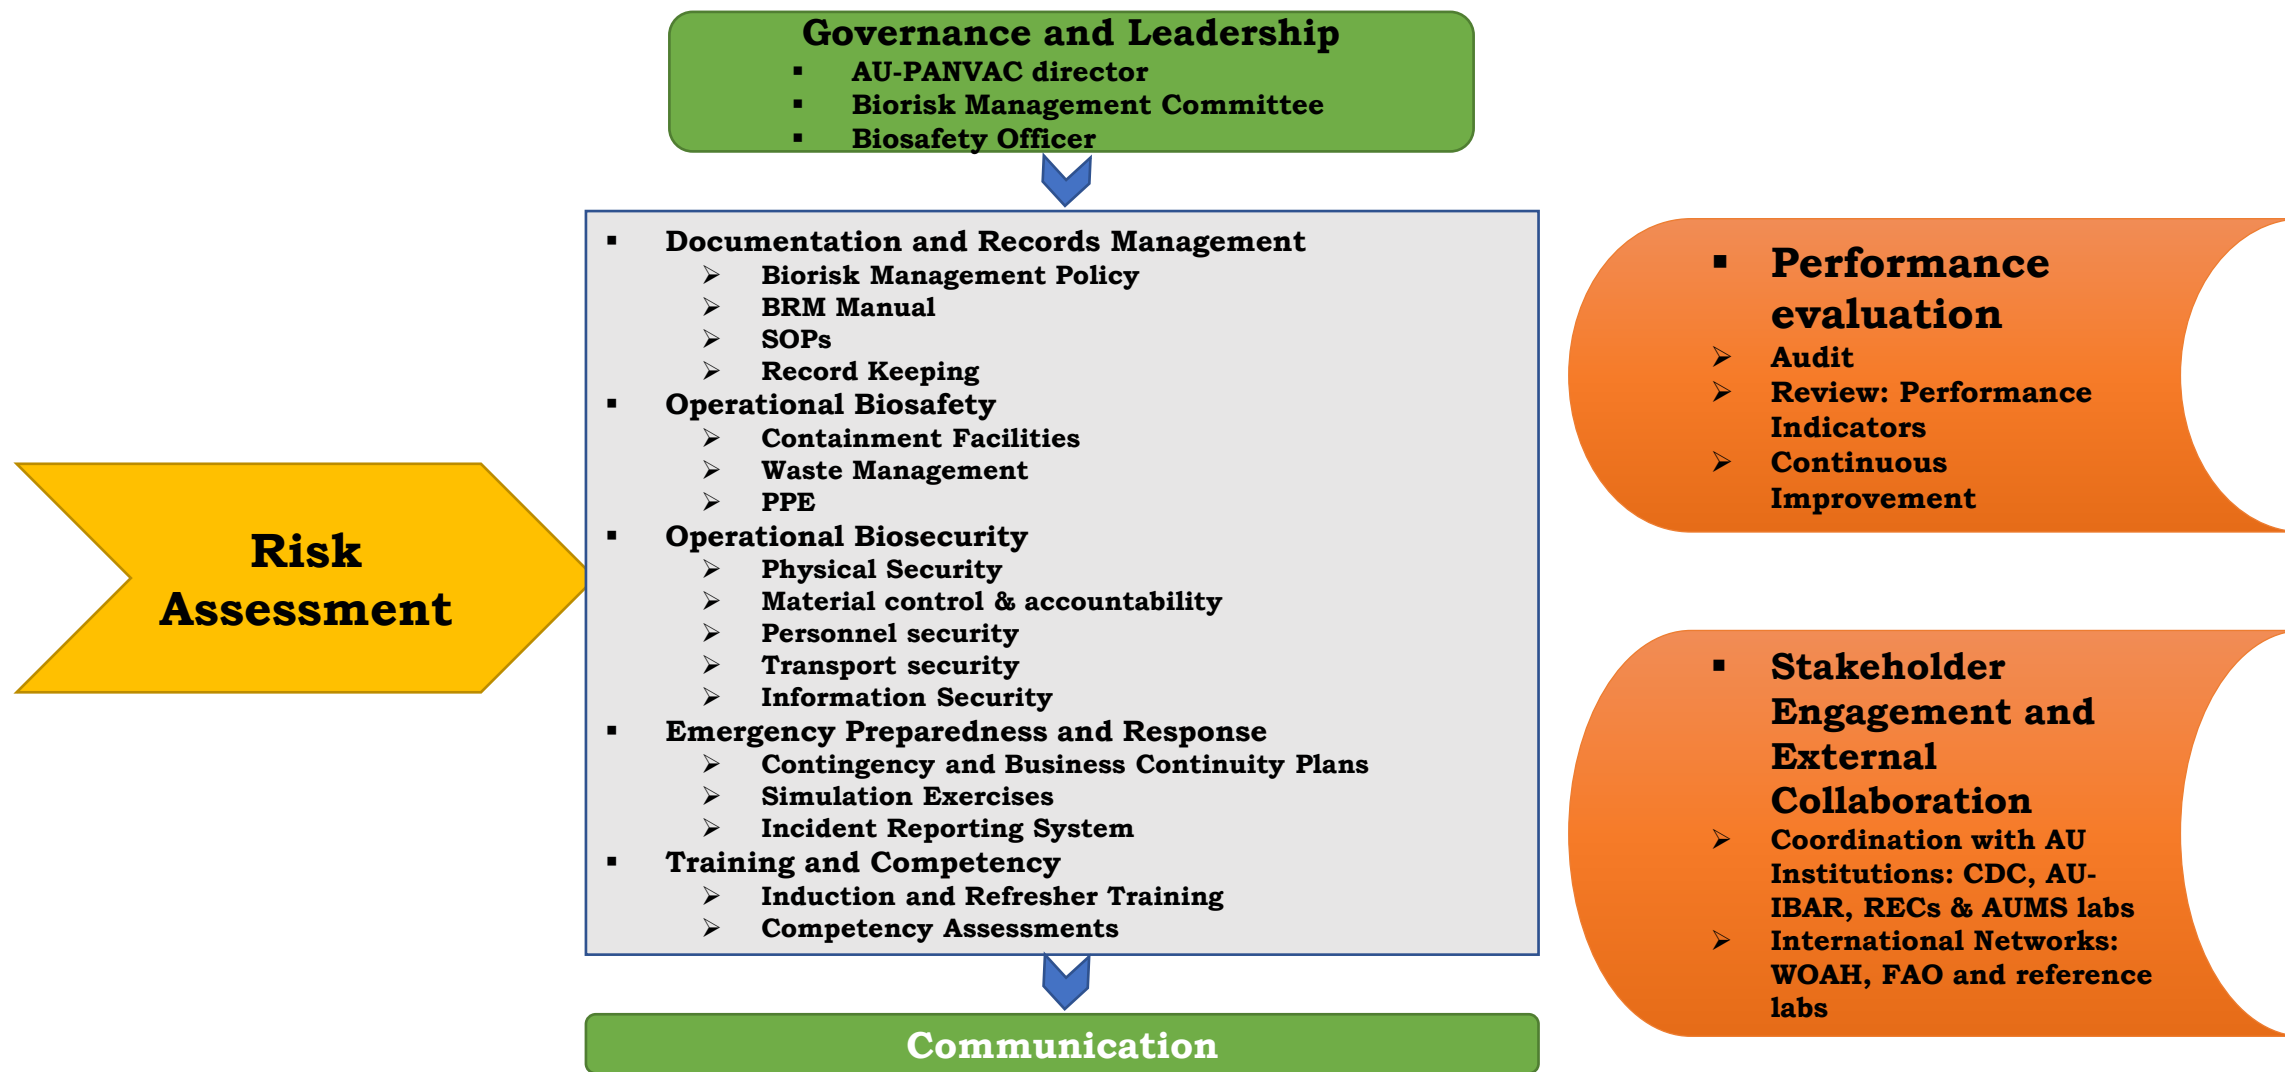 Governance and Leadership
▪ AU-PANVAC director
▪ Biorisk Management Committee
▪ Biosafety Officer
Risk
Assessment
▪ Documentation and Records Management
➢ Biorisk Management Policy
➢ BRM Manual
➢ SOPs
➢ Record Keeping
▪ Operational Biosafety
➢ Containment Facilities
➢ Waste Management
➢ PPE
▪ Operational Biosecurity
➢ Physical Security
➢ Material control & accountability
➢ Personnel security
➢ Transport security
➢ Information Security
▪ Emergency Preparedness and Response
➢ Contingency and Business Continuity Plans
➢ Simulation Exercises
➢ Incident Reporting System
▪ Training and Competency
➢ Induction and Refresher Training
➢ Competency Assessments
Communication
▪ Performance
evaluation
➢ Audit
➢ Review: Performance
Indicators
➢ Continuous
Improvement
▪ Stakeholder
Engagement and
External
Collaboration
➢ Coordination with AU
Institutions: CDC, AU-
IBAR, RECs & AUMS labs
➢ International Networks:
WOAH, FAO and reference
labs